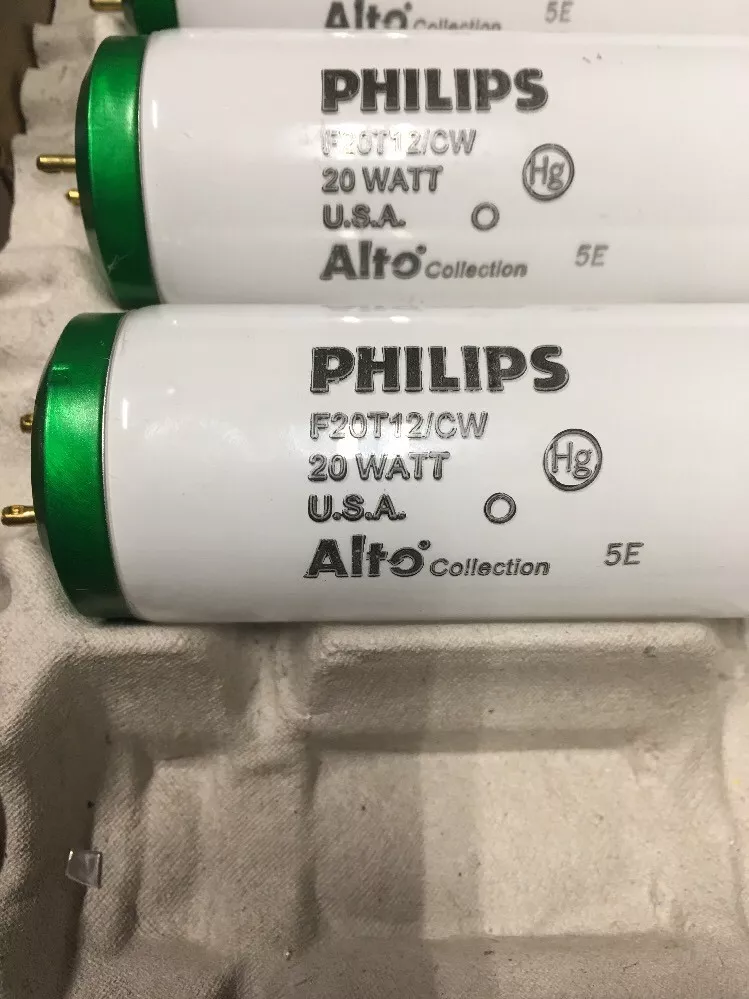 Alto Collection 5E
PHILIPS
F20T12/CW
20 WATT Hg
U.S.A. O
Alto Collection 5E
PHILIPS
F20T12/CW
20 WATT Hg
U.S.A. O
Alto Collection 5E